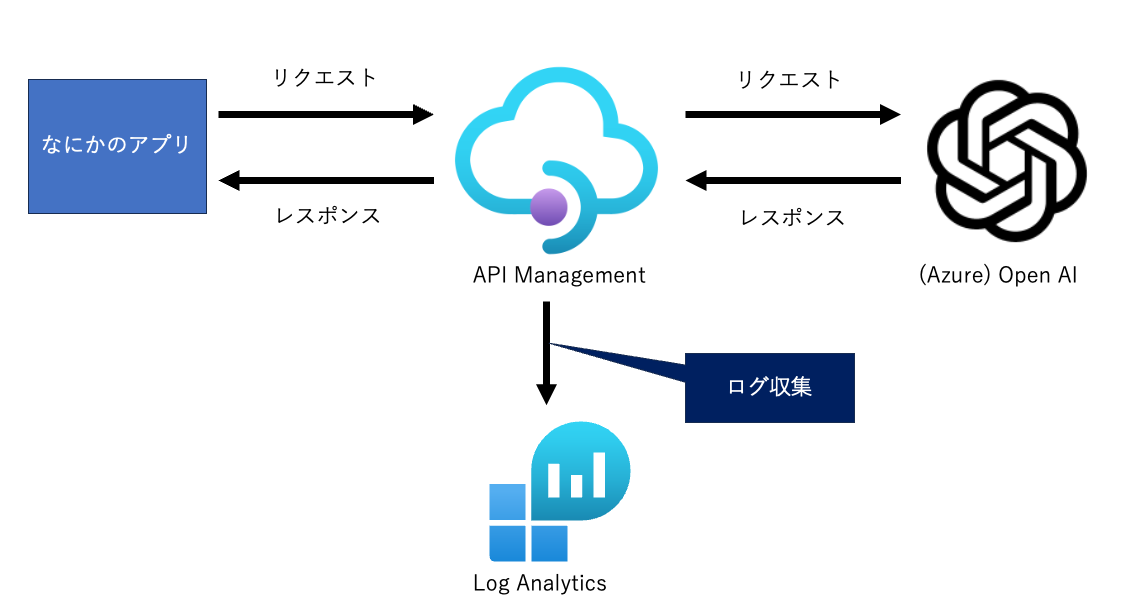 リクエスト
リクエスト
なにかのアプリ
レスポンス
レスポンス
API Management
(Azure) Open AI
ログ収集
Log Analytics